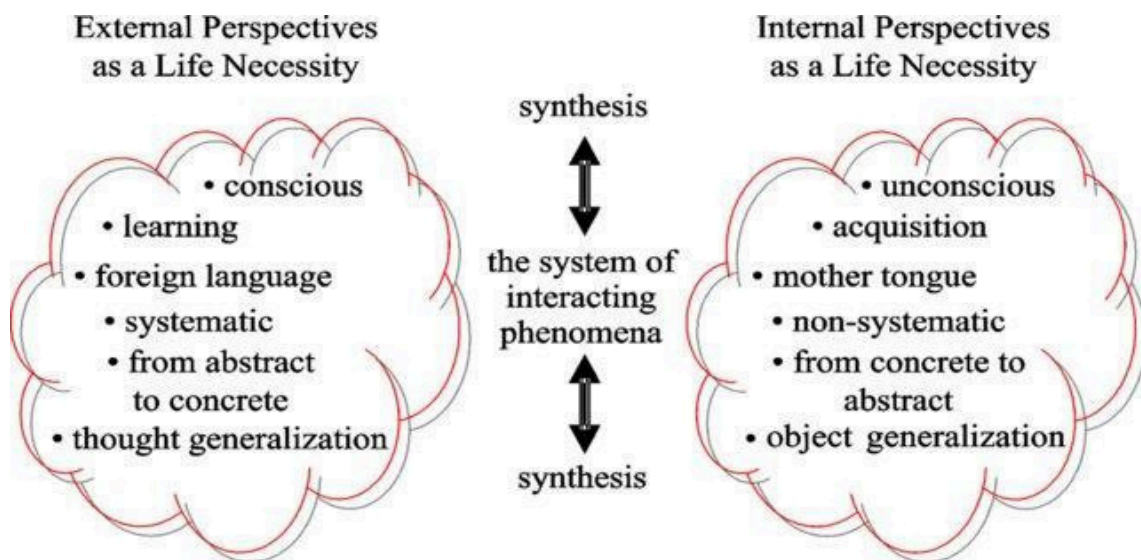 External Perspectives
as a Life Necessity
• conscious
• learning
• foreign language
• systematic
• from abstract
to concrete
• thought generalization
synthesis
the system of
interacting
phenomena
synthesis
Internal Perspectives
as a Life Necessity
• unconscious
• acquisition
• mother tongue
• non-systematic
• from concrete to
abstract
• object generalization